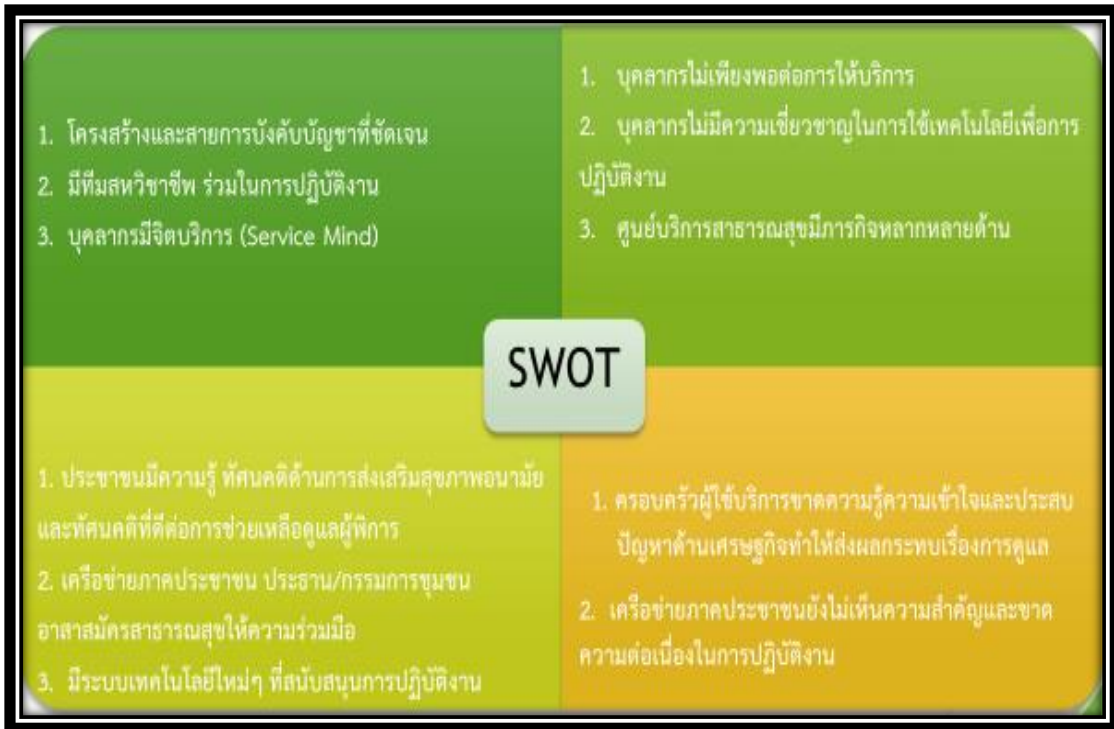 1. โครงสร้างและสายการบังคับบัญชาที่ชัดเจน
2. มีทีมสหวิชาชีพ ร่วมในการปฏิบัติงาน
3. บุคลากรมีจิตบริการ (Service Mind)
1. บุคลากรไม่เพียงพอต่อการให้บริการ
2. บุคลากรไม่มีความเชี่ยวชาญในการใช้เทคโนโลยีเพื่อการ
ปฏิบัติงาน
3. ศูนย์บริการสาธารณสุขมีภารกิจหลากหลายด้าน
SWOT
1. ประชาชนมีความรู้ ทัศนคติด้านการส่งเสริมสุขภาพอนามัย
และทัศนคติที่ดีต่อการช่วยเหลือดูแลผู้พิการ
2. เครือข่ายภาคประชาชน ประธาน/กรรมการชุมชน
อาสาสมัครสาธารณสุขให้ความร่วมมือ
3. มีระบบเทคโนโลยีใหม่ๆ ที่สนับสนุนการปฏิบัติงาน
1. ครอบครัวผู้ใช้บริการขาดความรู้ความเข้าใจและประสบ
ปัญหาด้านเศรษฐกิจทำให้ส่งผลกระทบเรื่องการดูแล
2. เครือข่ายภาคประชาชนยังไม่เห็นความสำคัญและขาด
ความต่อเนื่องในการปฏิบัติงาน